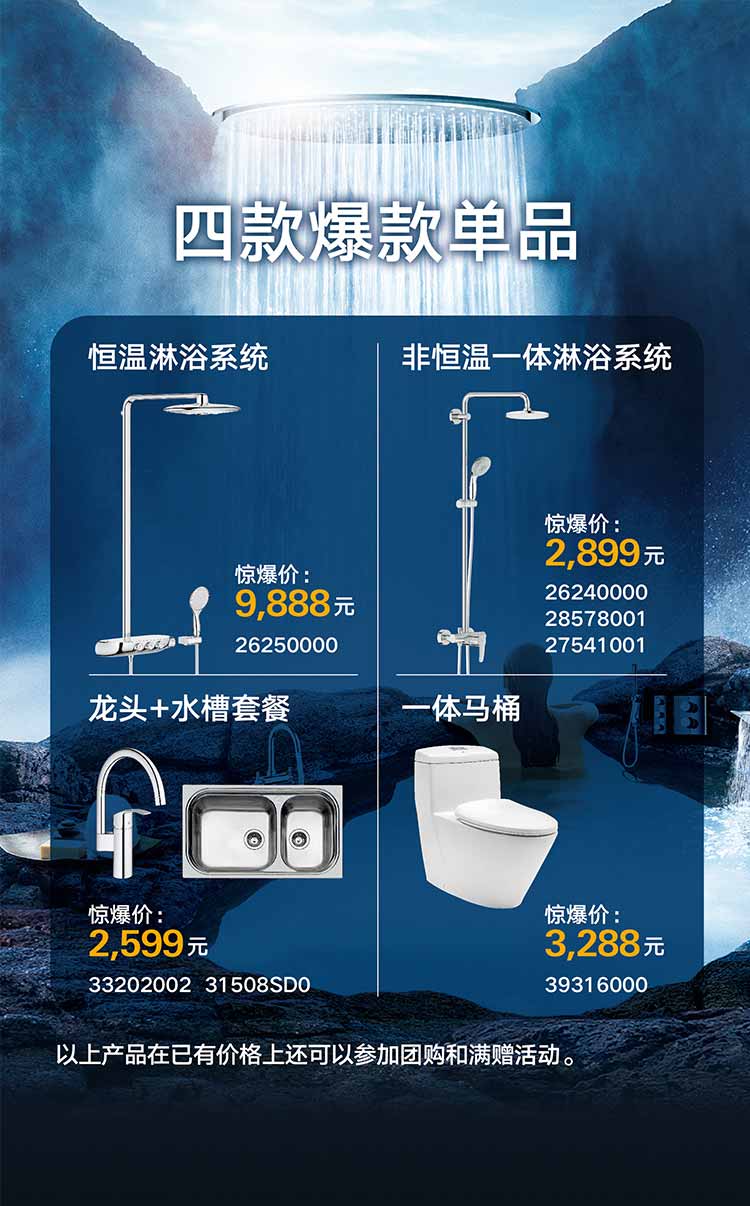 四款爆款单品
恒温淋浴系统
惊爆价：
9,888元
26250000
非恒温一体淋浴系统
惊爆价：
2,899元
26240000
28578001
27541001
龙头+水槽套餐
惊爆价：
2,599元
33202002 31508SD0
一体马桶
惊爆价：
3,288元
39316000
以上产品在已有价格上还可以参加团购和满赠活动。